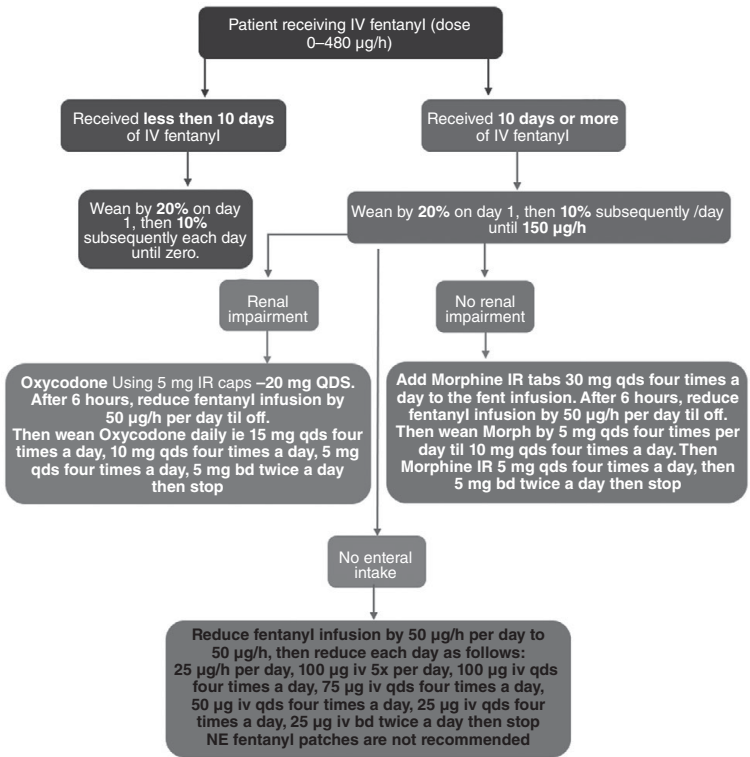 Patient receiving IV fentanyl (dose
0–480 µg/h)
Received less then 10 days
of IV fentanyl
Received 10 days or more
of IV fentanyl
Wean by 20% on day
1, then 10%
subsequently each day
until zero.
Wean by 20% on day 1, then 10% subsequently /day
until 150 µg/h
Renal
impairment
No renal
impairment
Oxycodone Using 5 mg IR caps –20 mg QDS.
After 6 hours, reduce fentanyl infusion by
50 µg/h per day til off.
Then wean Oxycodone daily ie 15 mg qds four
times a day, 10 mg qds four times a day, 5 mg
qds four times a day, 5 mg bd twice a day
then stop
Add Morphine IR tabs 30 mg qds four times a
day to the fent infusion. After 6 hours, reduce
fentanyl infusion by 50 µg/h per day til off.
Then wean Morph by 5 mg qds four times per
day til 10 mg qds four times a day. Then
Morphine IR 5 mg qds four times a day, then
5 mg bd twice a day then stop
No enteral
intake
Reduce fentanyl infusion by 50 µg/h per day to
50 µg/h, then reduce each day as follows:
25 µg/h per day, 100 µg iv 5x per day, 100 µg iv qds
four times a day, 75 µg iv qds four times a day,
50 µg iv qds four times a day, 25 µg iv qds four
times a day, 25 µg iv bd twice a day then stop
NE fentanyl patches are not recommended